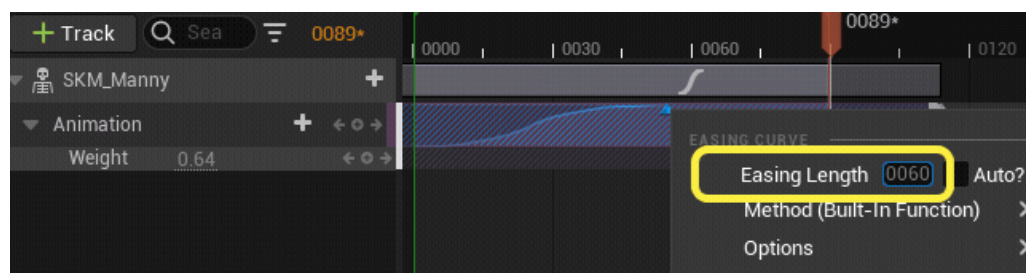 + Track Sea 0089*
0089*
0000 0030 0060 0120
SKM_Manny +
Animation +
EASING CURVE
Weight 0.64
Easing Length 0060 Auto?
Method (Built-In Function)
Options